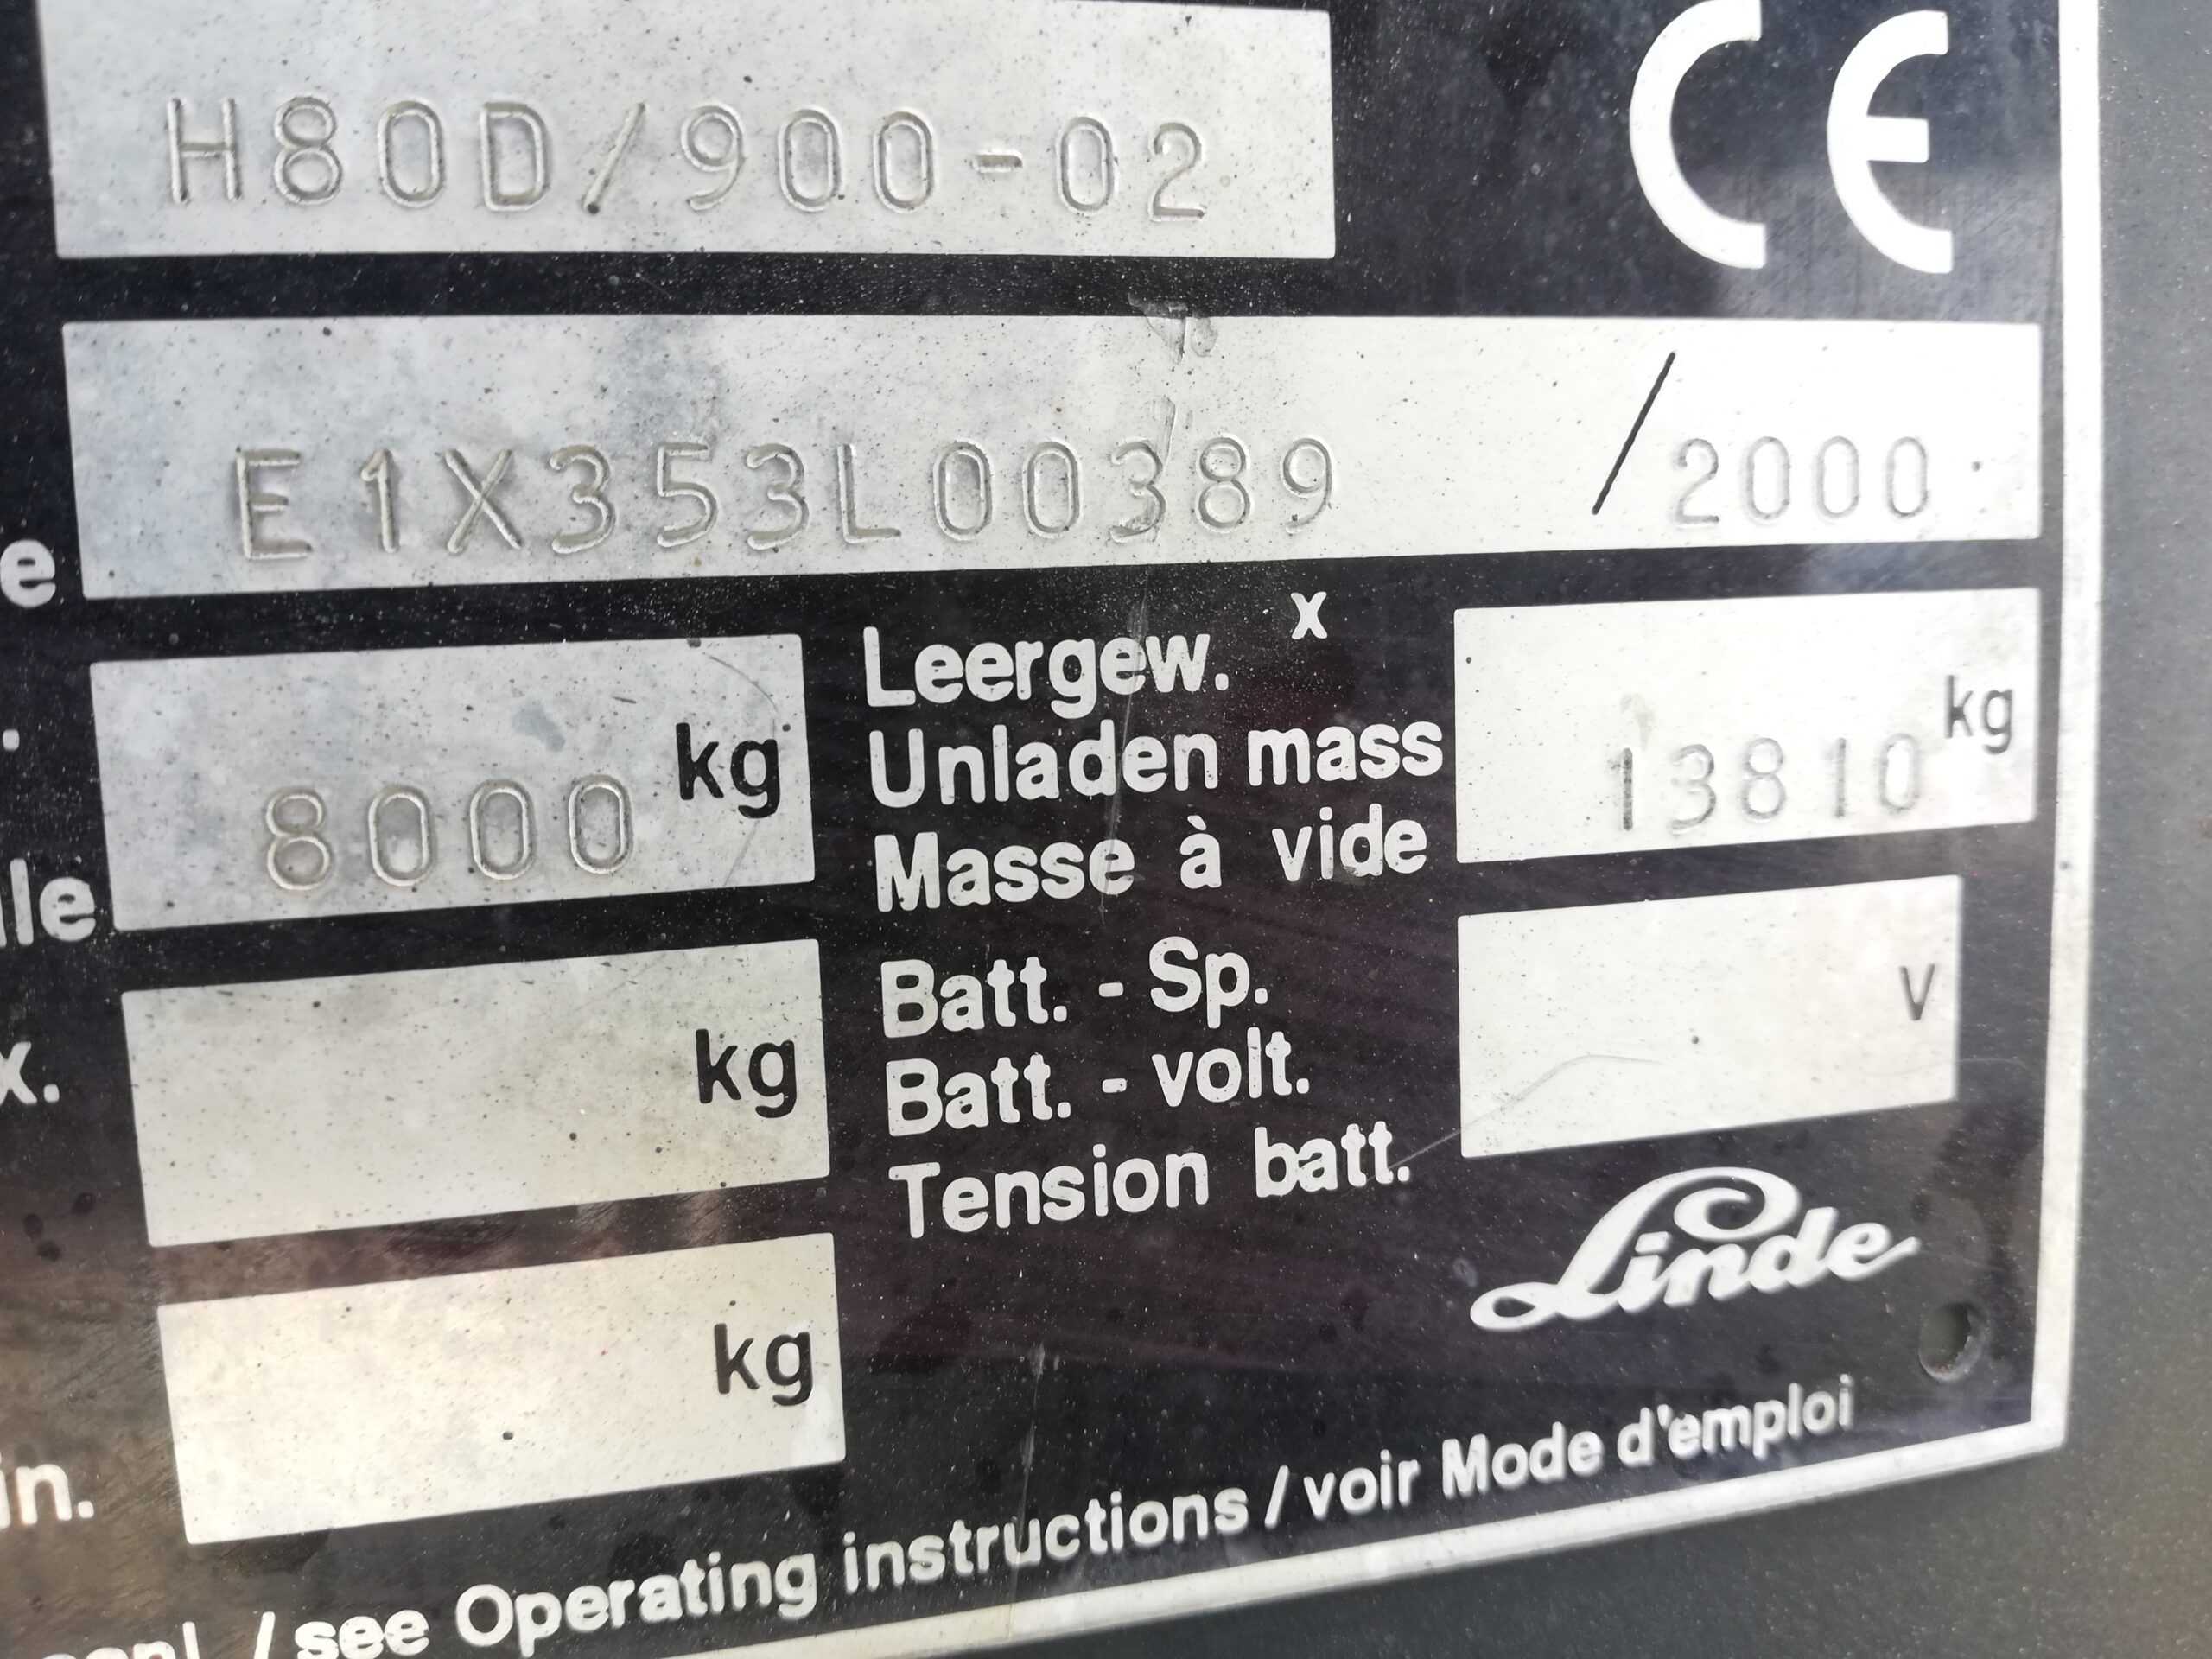 H80D/900-02
CE
E1X353L00389 / 2000
e
Leergew. x
Unladen mass
Masse à vide
13810 kg
.
8000 kg
ale
Batt. - Sp.
Batt. - volt.
Tension batt.
V
x.
kg
Linde
in.
kg
/ see Operating instructions / voir Mode d'emploi